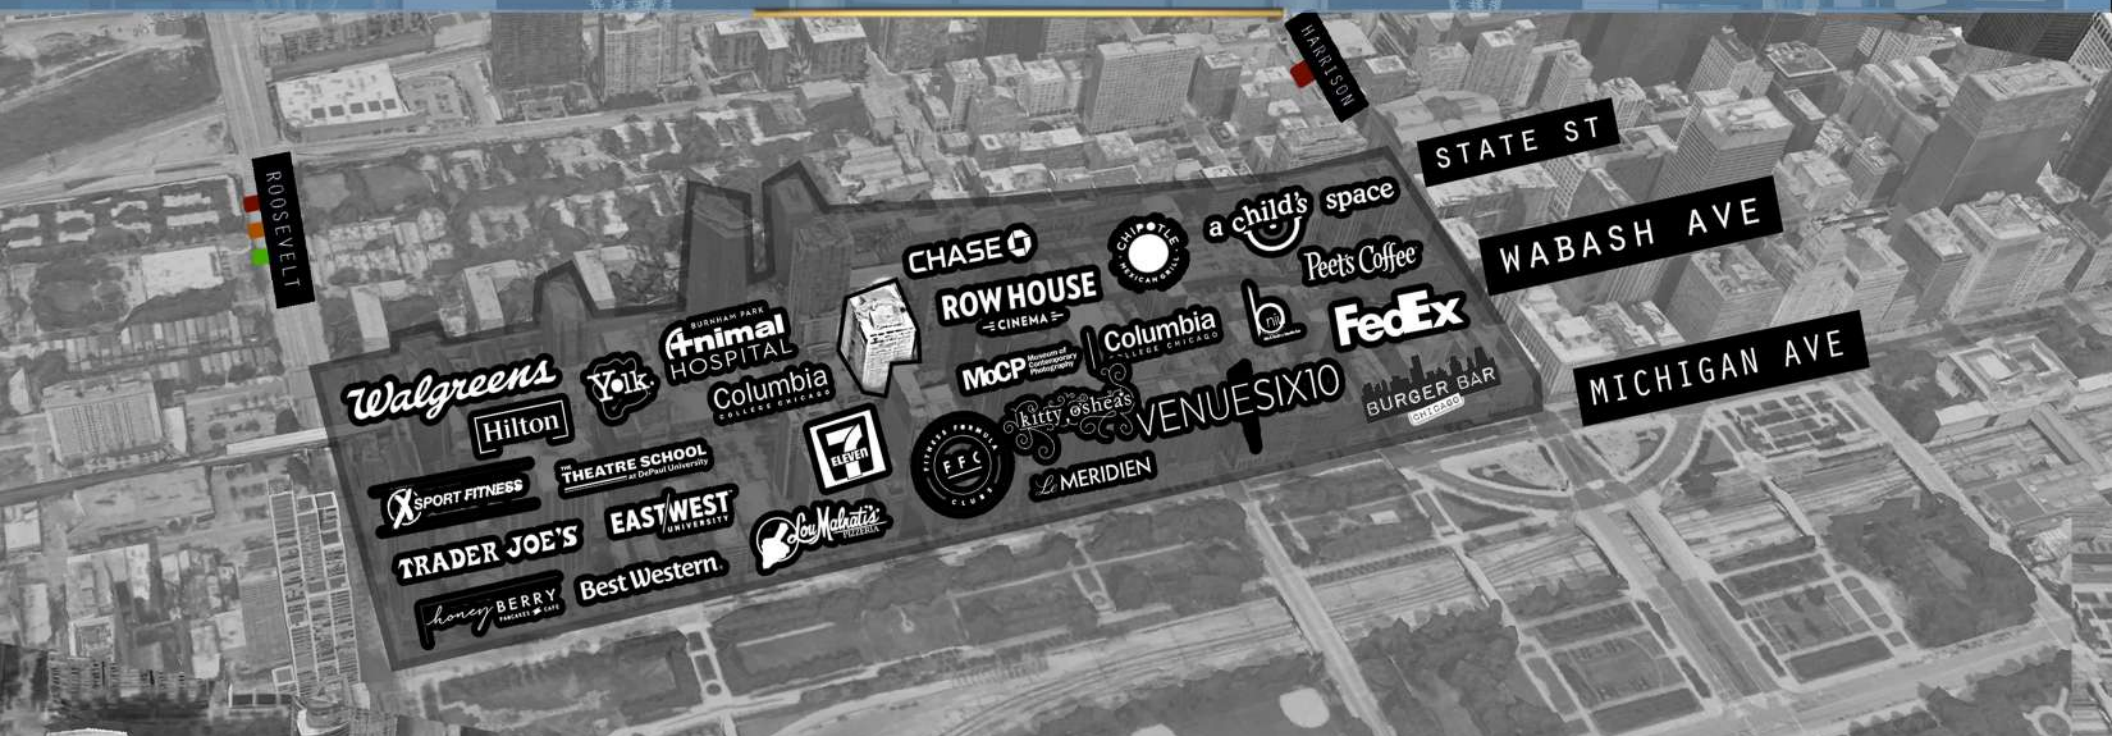 HARRISON
ROOSEVELT
STATE ST
WABASH AVE
MICHIGAN AVE
a child's space
CHASE
CHIPOTLE
MEXICAN GRILL
Peet's Coffee
ROW HOUSE
CINEMA
BURNHAM PARK
Animal
HOSPITAL
Columbia
COLLEGE CHICAGO
b
FedEx
Walgreens
Yolk.
MoCP
Museum of
Contemporary
Photography
Columbia
COLLEGE CHICAGO
Hilton
kitty o'shea's
VENUESIX10
BURGER BAR
CHICAGO
7
ELEVEN
FITNESS FORMULA
FFC
CLUBS
Le MERIDIEN
XSPORT FITNESS
THE
THEATRE SCHOOL
AT DePaul University
EAST/WEST
UNIVERSITY
Lou Malnati's
PIZZERIA
TRADER JOE'S
Best Western.
honey BERRY
PANCAKES CAFE